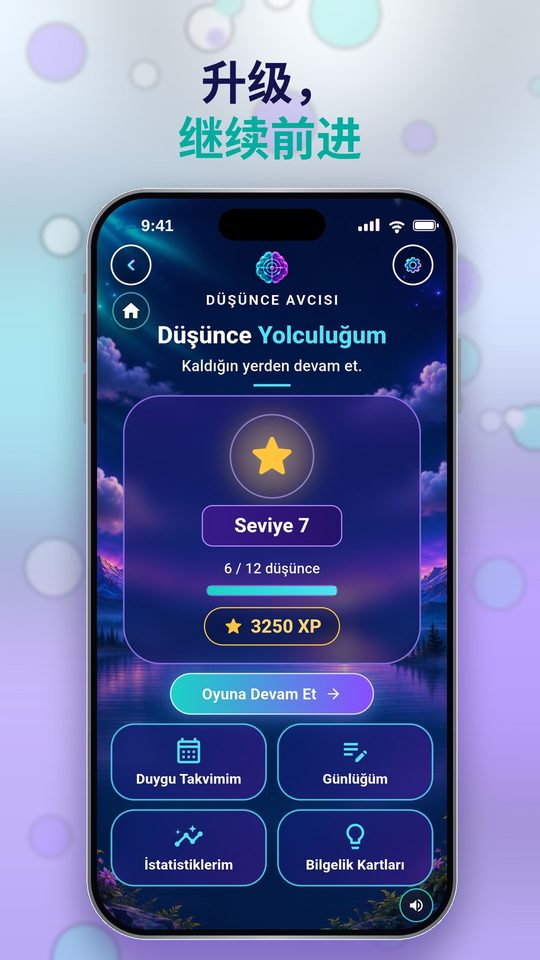 升级，
继续前进
9:41
DÜŞÜNCE AVCISI
Düşünce Yolculuğum
Kaldığın yerden devam et.
Seviye 7
6 / 12 düşünce
3250 XP
Oyuna Devam Et →
Duygu Takvimim
Günlüğüm
İstatistiklerim
Bilgelik Kartları